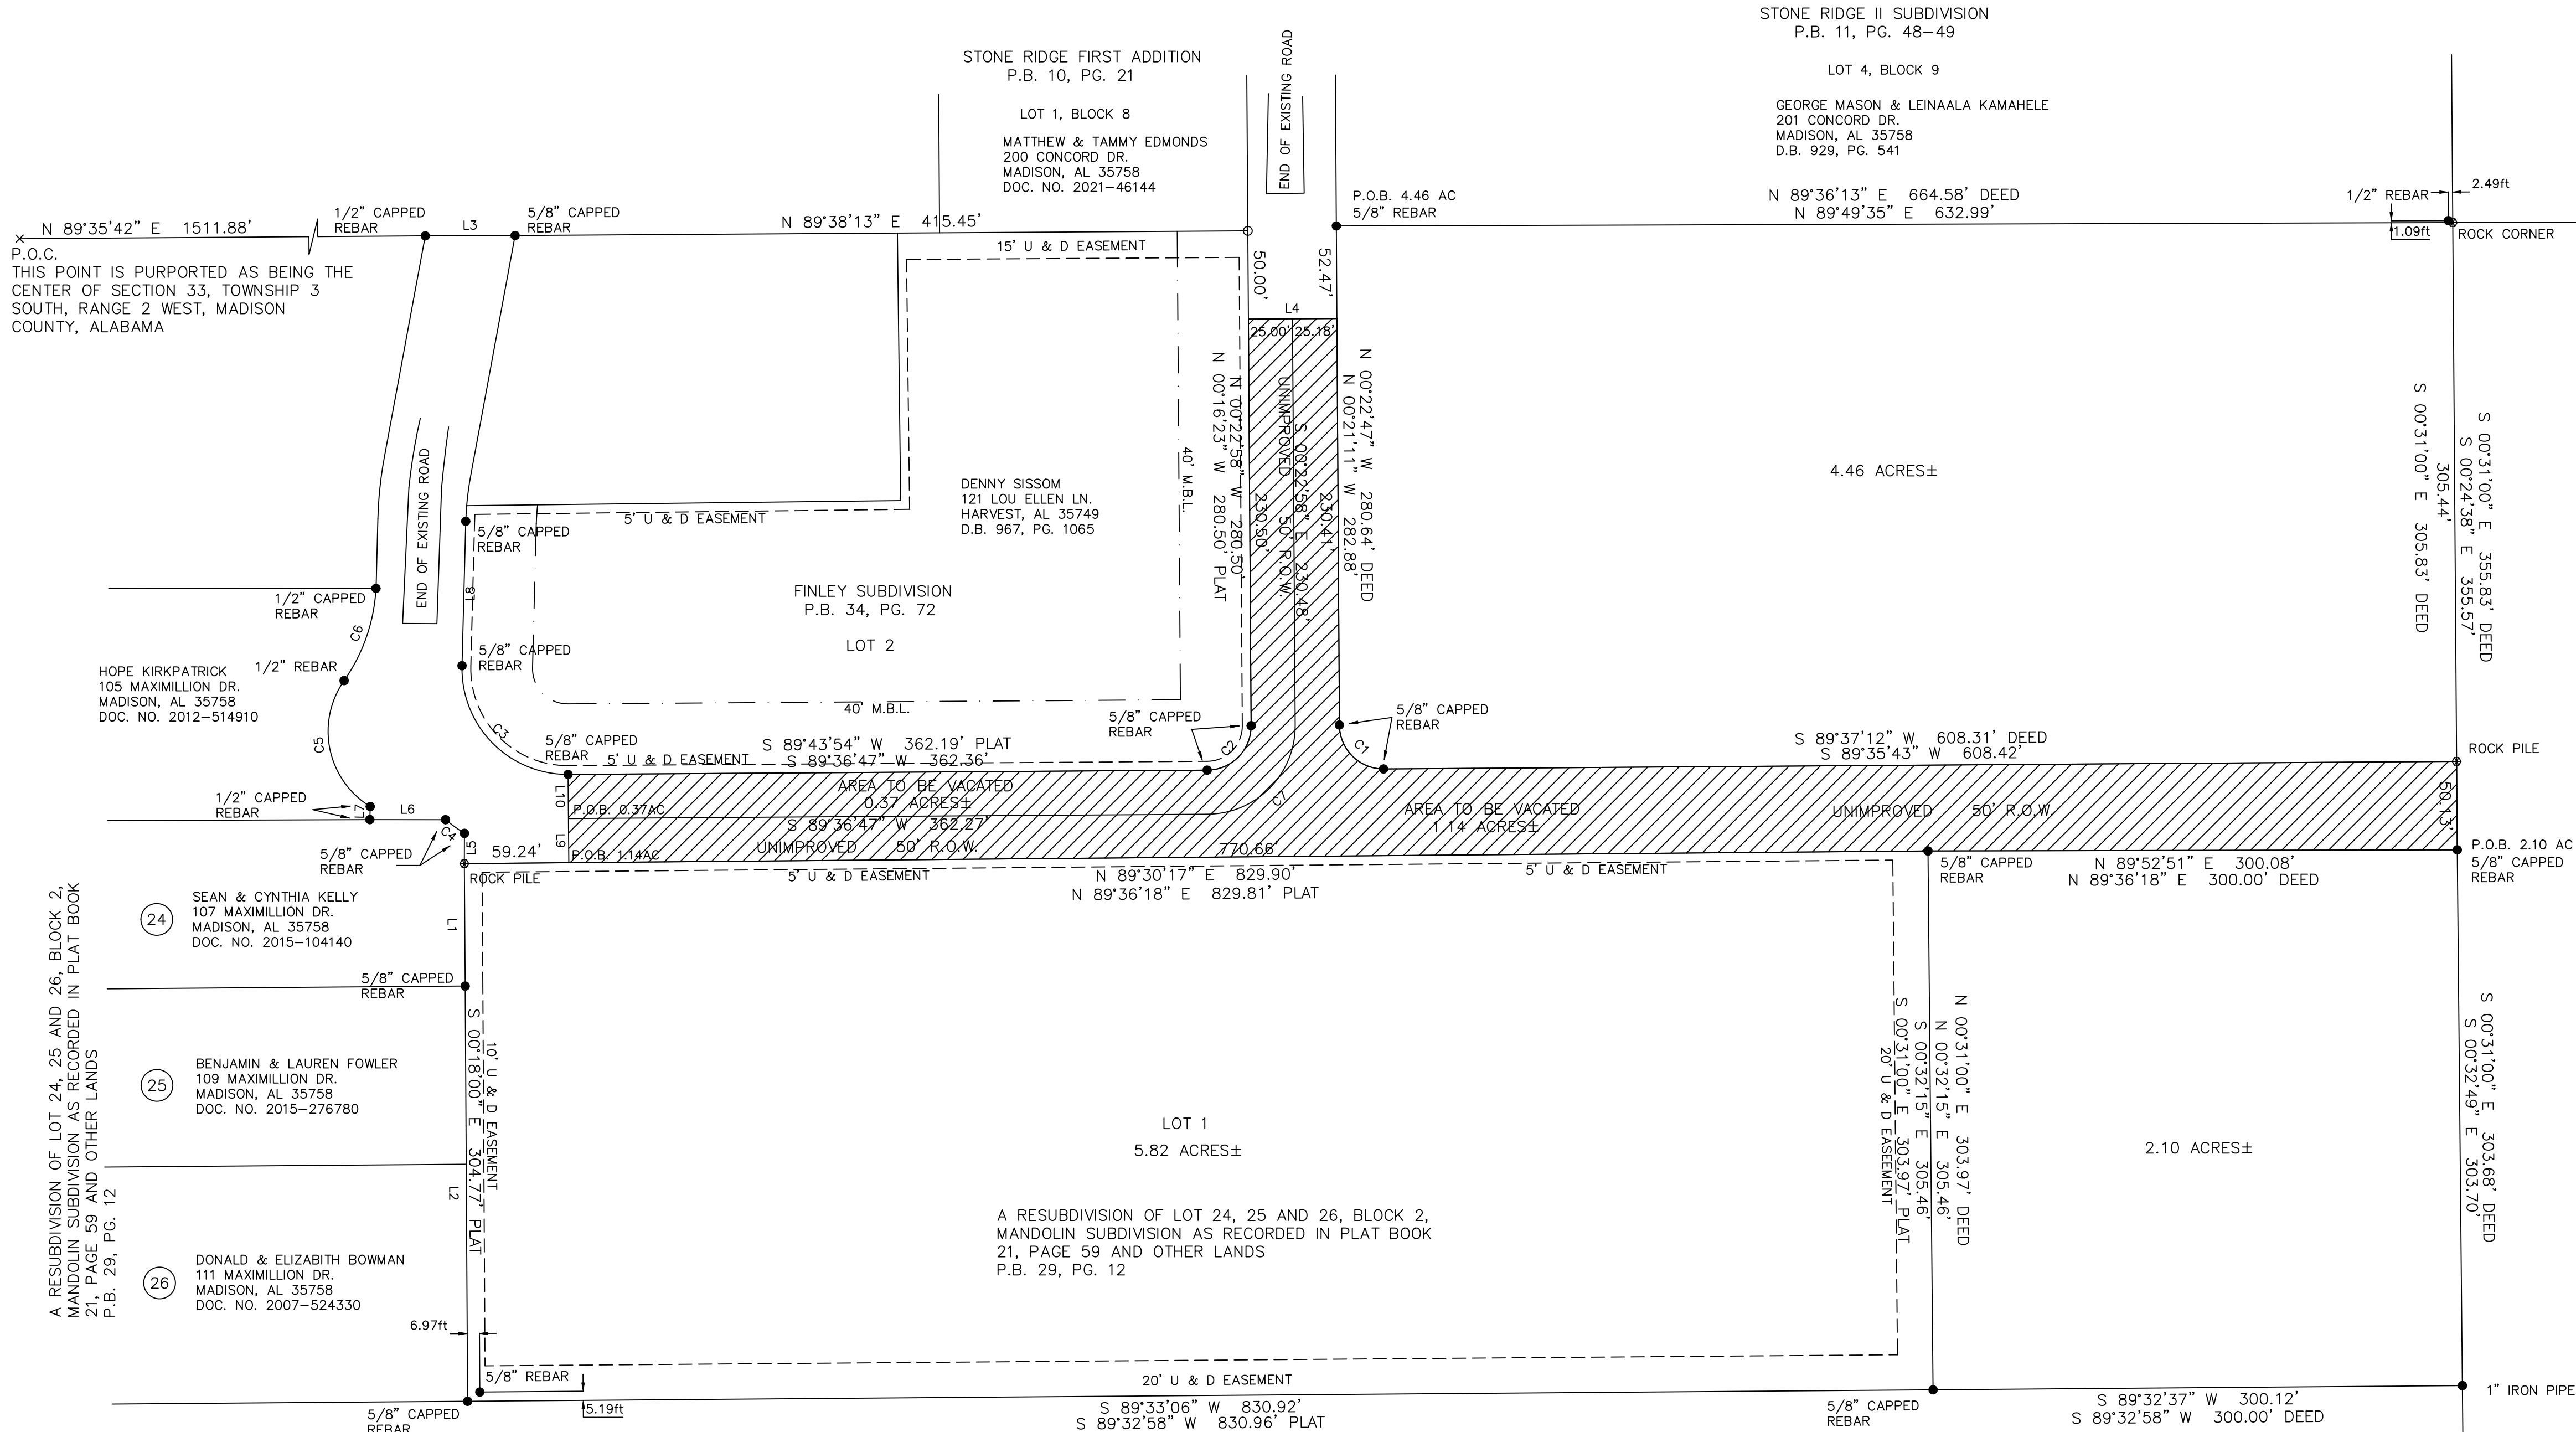 STONE RIDGE II SUBDIVISION
P.B. 11, PG. 48-49
LOT 4, BLOCK 9
GEORGE MASON & LEINAALA KAMAHELE
201 CONCORD DR.
MADISON, AL 35758
D.B. 929, PG. 541
STONE RIDGE FIRST ADDITION
P.B. 10, PG. 21
LOT 1, BLOCK 8
MATTHEW & TAMMY EDMONDS
200 CONCORD DR.
MADISON, AL 35758
DOC. NO. 2021-46144
END OF EXISTING ROAD
N 89°35'42" E 1511.88'
1/2" CAPPED
REBAR
L3
5/8" CAPPED
REBAR
N 89°38'13" E 415.45'
P.O.B. 4.46 AC
5/8" REBAR
N 89°36'13" E 664.58' DEED
N 89°49'35" E 632.99'
1/2" REBAR
2.49ft
1.09ft
ROCK CORNER
P.O.C.
THIS POINT IS PURPORTED AS BEING THE
CENTER OF SECTION 33, TOWNSHIP 3
SOUTH, RANGE 2 WEST, MADISON
COUNTY, ALABAMA
15' U & D EASEMENT
50.00'
52.47'
L4
25.00'
25.18'
N 00°16'23" W 280.50' PLAT
N 00°22'58" W 280.50'
230.50'
UNIMPROVED 50' R.O.W.
S 00°22'58" E 230.48'
230.41'
N 00°21'11" W 282.88'
N 00°22'47" W 280.64' DEED
4.46 ACRES±
S 00°31'00" E 305.83' DEED
305.44'
S 00°24'38" E 355.57'
S 00°31'00" E 355.83' DEED
END OF EXISTING ROAD
5/8" CAPPED
REBAR
5' U & D EASEMENT
40' M.B.L.
DENNY SISSOM
121 LOU ELLEN LN.
HARVEST, AL 35749
D.B. 967, PG. 1065
1/2" CAPPED
REBAR
L8
FINLEY SUBDIVISION
P.B. 34, PG. 72
LOT 2
C6
1/2" REBAR
5/8" CAPPED
REBAR
HOPE KIRKPATRICK
105 MAXIMILLION DR.
MADISON, AL 35758
DOC. NO. 2012-514910
C5
C3
40' M.B.L.
5/8" CAPPED
REBAR
C2
5/8" CAPPED
REBAR
C1
5/8" CAPPED
REBAR
S 89°43'54" W 362.19' PLAT
5' U & D EASEMENT
S 89°36'47" W 362.36'
S 89°37'12" W 608.31' DEED
S 89°35'43" W 608.42'
ROCK PILE
AREA TO BE VACATED
0.37 ACRES±
L10
P.O.B. 0.37AC
C7
S 89°36'47" W 362.27'
L9
UNIMPROVED 50' R.O.W.
P.O.B. 1.14AC
AREA TO BE VACATED
1.14 ACRES±
UNIMPROVED 50' R.O.W.
50.13'
1/2" CAPPED
REBAR
L7
L6
C4
L5
5/8" CAPPED
REBAR
59.24'
770.66'
ROCK PILE
5' U & D EASEMENT
N 89°30'17" E 829.90'
N 89°36'18" E 829.81' PLAT
5' U & D EASEMENT
5/8" CAPPED
REBAR
N 89°52'51" E 300.08'
N 89°36'18" E 300.00' DEED
P.O.B. 2.10 AC
5/8" CAPPED
REBAR
A RESUBDIVISION OF LOT 24, 25 AND 26, BLOCK 2,
MANDOLIN SUBDIVISION AS RECORDED IN PLAT BOOK
21, PAGE 59 AND OTHER LANDS
P.B. 29, PG. 12
24
SEAN & CYNTHIA KELLY
107 MAXIMILLION DR.
MADISON, AL 35758
DOC. NO. 2015-104140
L1
5/8" CAPPED
REBAR
25
BENJAMIN & LAUREN FOWLER
109 MAXIMILLION DR.
MADISON, AL 35758
DOC. NO. 2015-276780
L2
26
DONALD & ELIZABITH BOWMAN
111 MAXIMILLION DR.
MADISON, AL 35758
DOC. NO. 2007-524330
S 00°18'00" E 304.77' PLAT
10' U & D EASEMENT
LOT 1
5.82 ACRES±
A RESUBDIVISION OF LOT 24, 25 AND 26, BLOCK 2,
MANDOLIN SUBDIVISION AS RECORDED IN PLAT BOOK
21, PAGE 59 AND OTHER LANDS
P.B. 29, PG. 12
20' U & D EASEEMENT
S 00°31'00" E 303.97' PLAT
S 00°32'15" E 305.46'
N 00°32'15" E 305.46'
N 00°31'00" E 303.97' DEED
2.10 ACRES±
S 00°32'49" E 303.70'
S 00°31'00" E 303.68' DEED
6.97ft
5/8" REBAR
5.19ft
5/8" CAPPED
REBAR
20' U & D EASEMENT
S 89°33'06" W 830.92'
S 89°32'58" W 830.96' PLAT
5/8" CAPPED
REBAR
S 89°32'37" W 300.12'
S 89°32'58" W 300.00' DEED
1" IRON PIPE